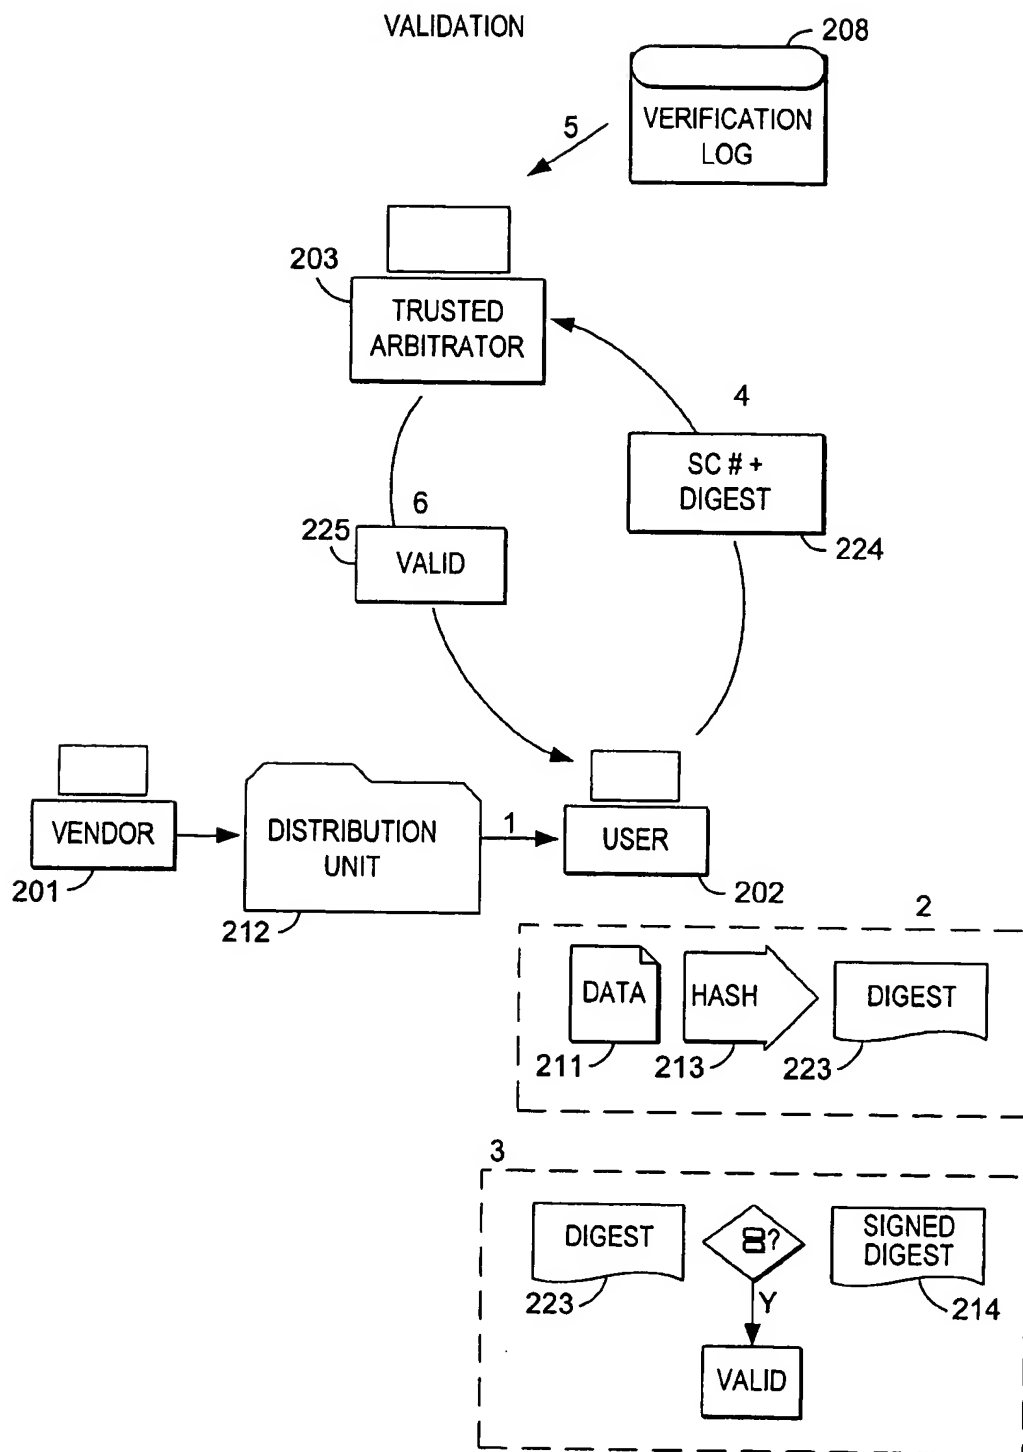 VALIDATION
208
VERIFICATION
LOG
5
203
TRUSTED
ARBITRATOR
4
SC # +
DIGEST
224
6
225
VALID
VENDOR
201
DISTRIBUTION
UNIT
212
1
USER
202
2
DATA
211
HASH
213
DIGEST
223
3
DIGEST
223
=?
SIGNED
DIGEST
214
Y
VALID